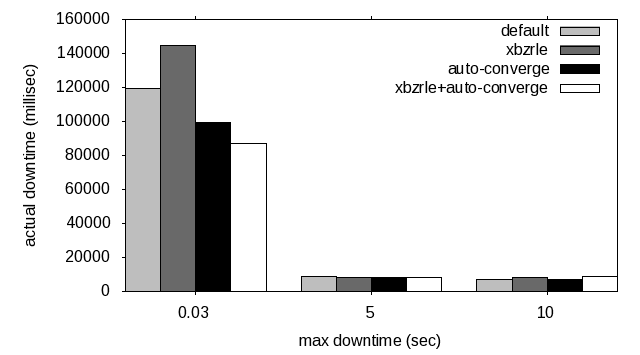 160000
140000
120000
100000
80000
60000
40000
20000
0
actual downtime (millisec)
default
xbzrle
auto-converge
xbzrle+auto-converge
0.03 5 10
max downtime (sec)